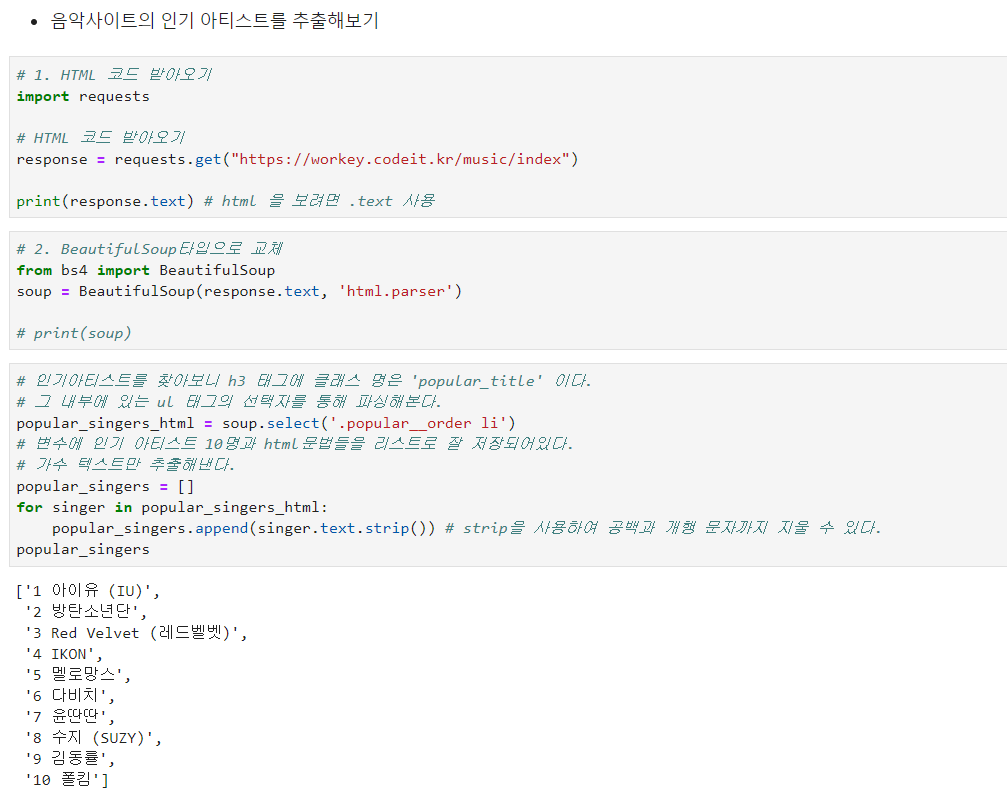 • 음악사이트의 인기 아티스트를 추출해보기
# 1. HTML 코드 받아오기
import requests
# HTML 코드 받아오기
response = requests.get("https://workey.codeit.kr/music/index")
print(response.text) # html 을 보려면 .text 사용
# 2. BeautifulSoup타입으로 교체
from bs4 import BeautifulSoup
soup = BeautifulSoup(response.text, 'html.parser')
# print(soup)
# 인기아티스트를 찾아보니 h3 태그에 클래스 명은 'popular_title' 이다.
# 그 내부에 있는 ul 태그의 선택자를 통해 파싱해본다.
popular_singers_html = soup.select('.popular__order li')
# 변수에 인기 아티스트 10명과 html문법들을 리스트로 잘 저장되어있다.
# 가수 텍스트만 추출해낸다.
popular_singers = []
for singer in popular_singers_html:
    popular_singers.append(singer.text.strip()) # strip을 사용하여 공백과 개행 문자까지 지울 수 있다.
popular_singers
['1 아이유 (IU)',
 '2 방탄소년단',
 '3 Red Velvet (레드벨벳)',
 '4 IKON',
 '5 멜로망스',
 '6 다비치',
 '7 윤딴딴',
 '8 수지 (SUZY)',
 '9 김동률',
 '10 폴킴']